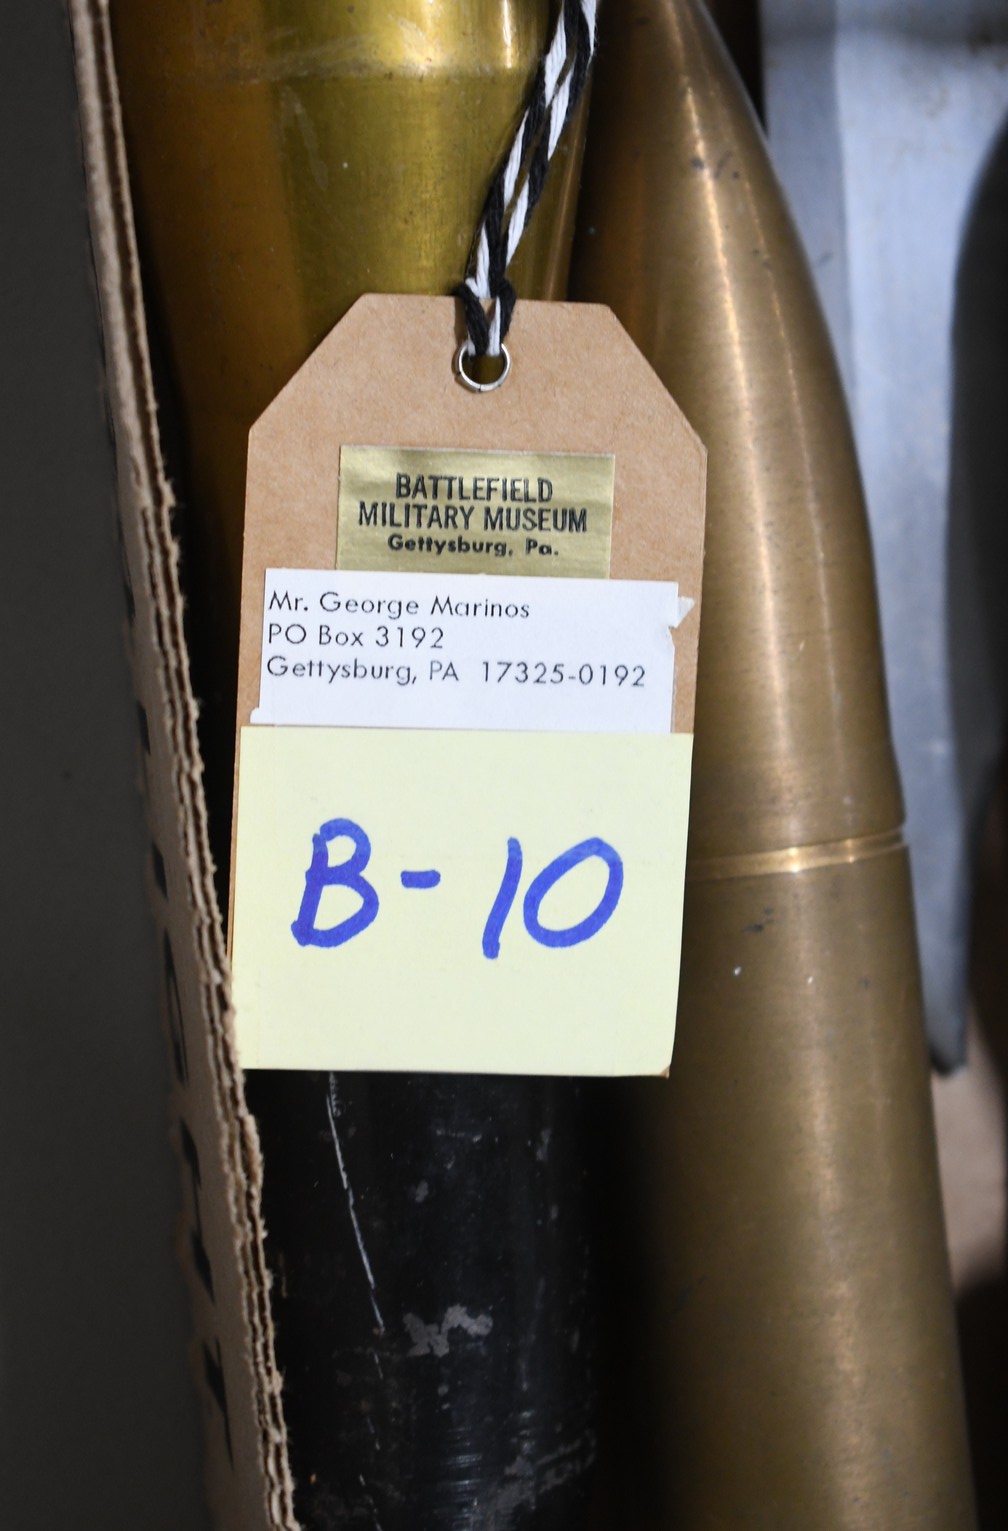 BATTLEFIELD
MILITARY MUSEUM
Gettysburg, Pa.
Mr. George Marinos
PO Box 3192
Gettysburg, PA 17325-0192
B-10